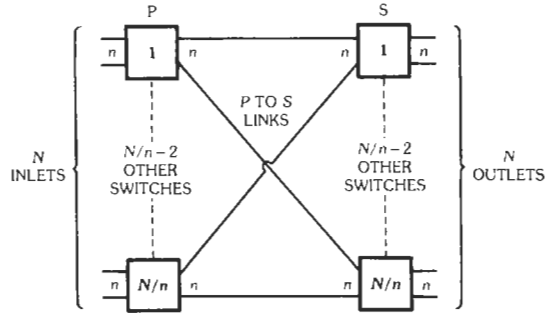 P
S
n 1 n
n 1 n
P TO S
LINKS
N
INLETS
N/n−2
OTHER
SWITCHES
N/n−2
OTHER
SWITCHES
N
OUTLETS
n N/n n
n N/n n